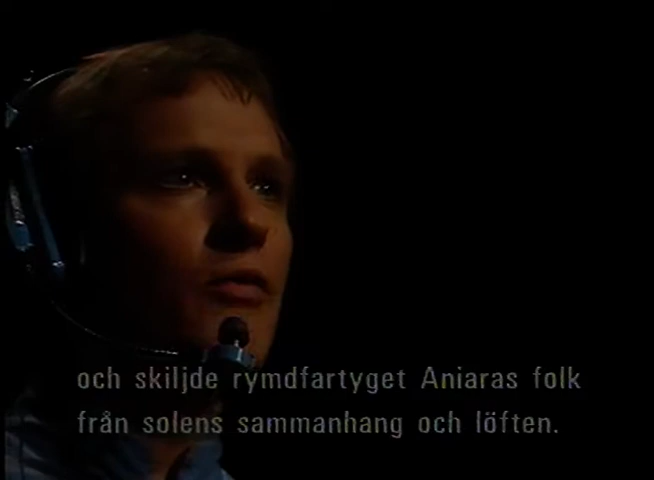 och skiljde rymdfartyget Aniaras folk
från solens sammanhang och löften.